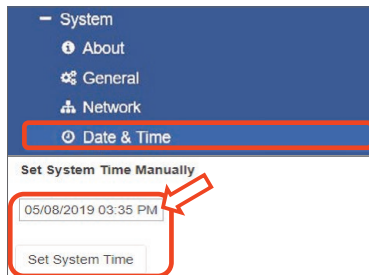 − System
About
General
Network
Date & Time
Set System Time Manually
05/08/2019 03:35 PM
Set System Time